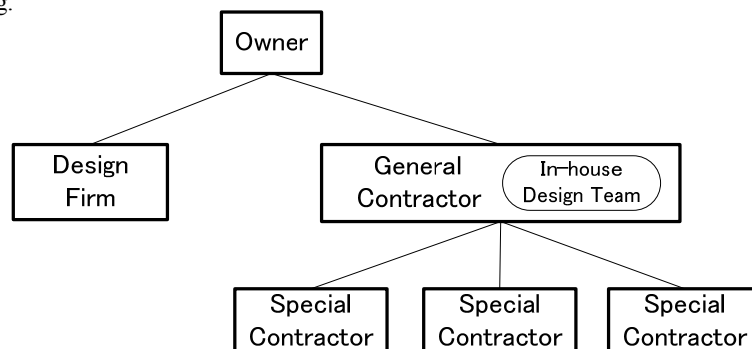 g.
Owner
Design
Firm
General
Contractor
In-house
Design Team
Special
Contractor
Special
Contractor
Special
Contractor